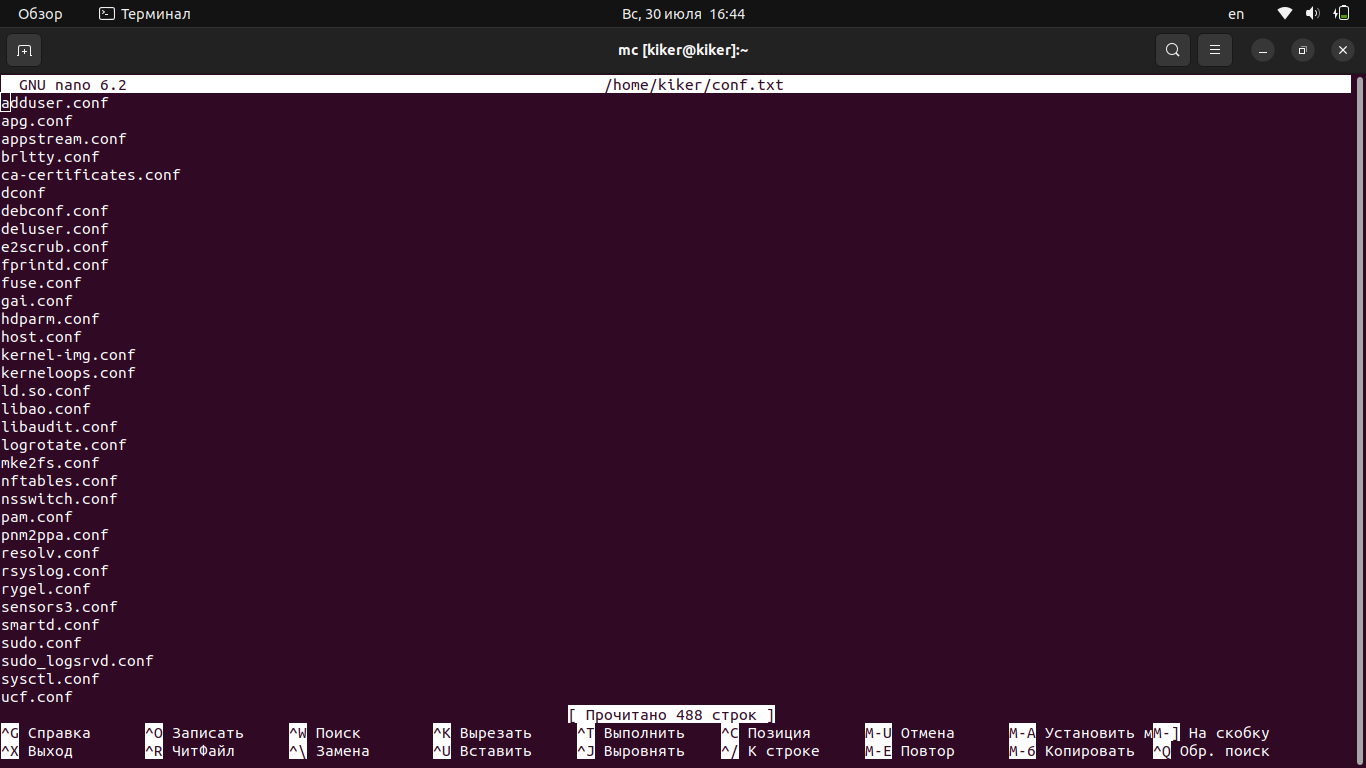 Обзор Терминал Вс, 30 июля 16:44 en
mc [kiker@kiker]:~
GNU nano 6.2 /home/kiker/conf.txt
adduser.conf
apg.conf
appstream.conf
brltty.conf
ca-certificates.conf
dconf
debconf.conf
deluser.conf
e2scrub.conf
fprintd.conf
fuse.conf
gai.conf
hdparm.conf
host.conf
kernel-img.conf
kerneloops.conf
ld.so.conf
libao.conf
libaudit.conf
logrotate.conf
mke2fs.conf
nftables.conf
nsswitch.conf
pam.conf
pnm2ppa.conf
resolv.conf
rsyslog.conf
rygel.conf
sensors3.conf
smartd.conf
sudo.conf
sudo_logsrvd.conf
sysctl.conf
ucf.conf
[ Прочитано 488 строк ]
^G Справка ^O Записать ^W Поиск ^K Вырезать ^T Выполнить ^C Позиция M-U Отмена M-A Установить мM-] На скобку
^X Выход ^R ЧитФайл ^\ Замена ^U Вставить ^J Выровнять ^/ К строке M-E Повтор M-6 Копировать ^Q Обр. поиск